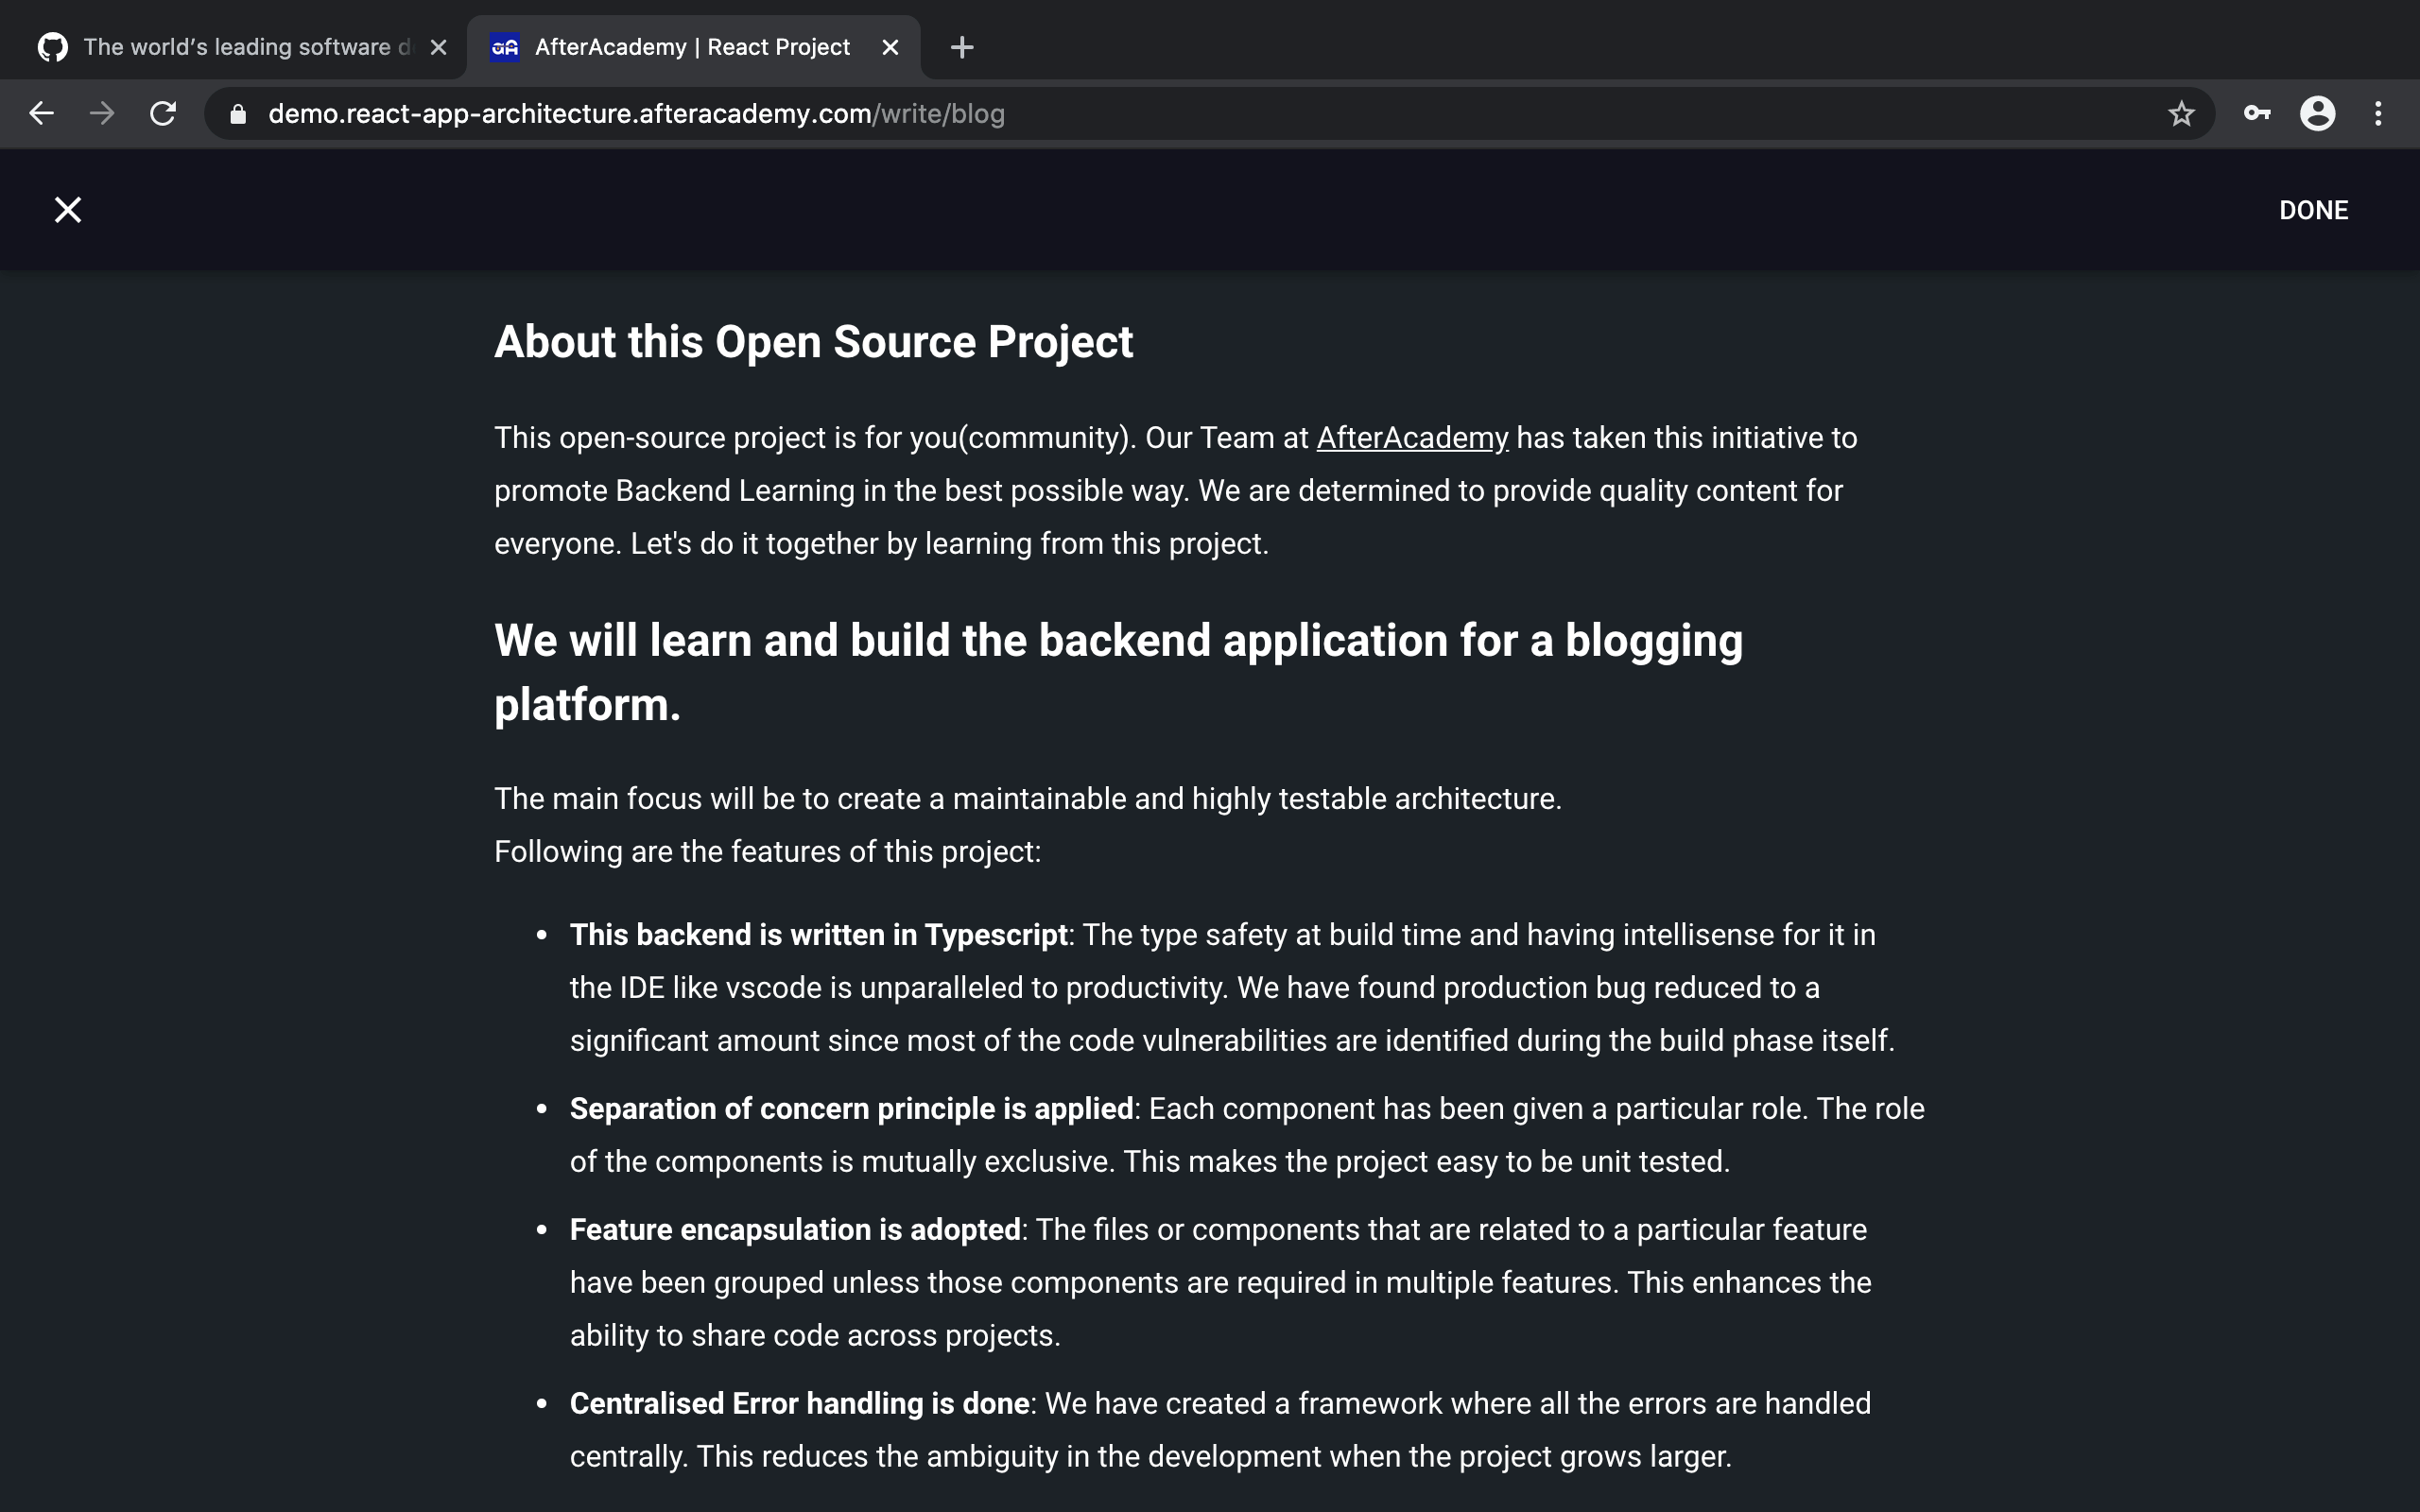 The world's leading software d
AfterAcademy | React Project
demo.react-app-architecture.afteracademy.com/write/blog
DONE
About this Open Source Project
This open-source project is for you(community). Our Team at AfterAcademy has taken this initiative to
promote Backend Learning in the best possible way. We are determined to provide quality content for
everyone. Let's do it together by learning from this project.
We will learn and build the backend application for a blogging
platform.
The main focus will be to create a maintainable and highly testable architecture.
Following are the features of this project:
• This backend is written in Typescript: The type safety at build time and having intellisense for it in
the IDE like vscode is unparalleled to productivity. We have found production bug reduced to a
significant amount since most of the code vulnerabilities are identified during the build phase itself.
• Separation of concern principle is applied: Each component has been given a particular role. The role
of the components is mutually exclusive. This makes the project easy to be unit tested.
• Feature encapsulation is adopted: The files or components that are related to a particular feature
have been grouped unless those components are required in multiple features. This enhances the
ability to share code across projects.
• Centralised Error handling is done: We have created a framework where all the errors are handled
centrally. This reduces the ambiguity in the development when the project grows larger.